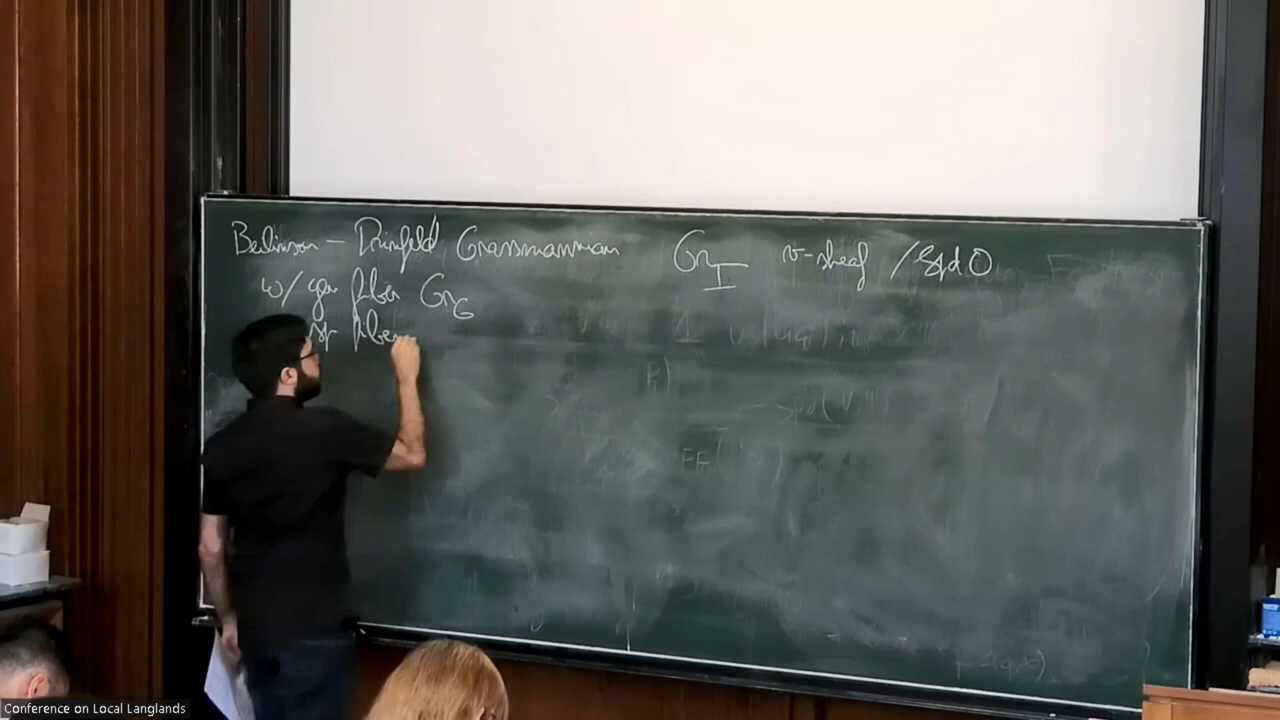 Beilinson - Drinfeld Grassmannian Gr_I v-sheaf / Spd O
w/ gen fiber Gr_G
sp fiber
Conference on Local Langlands